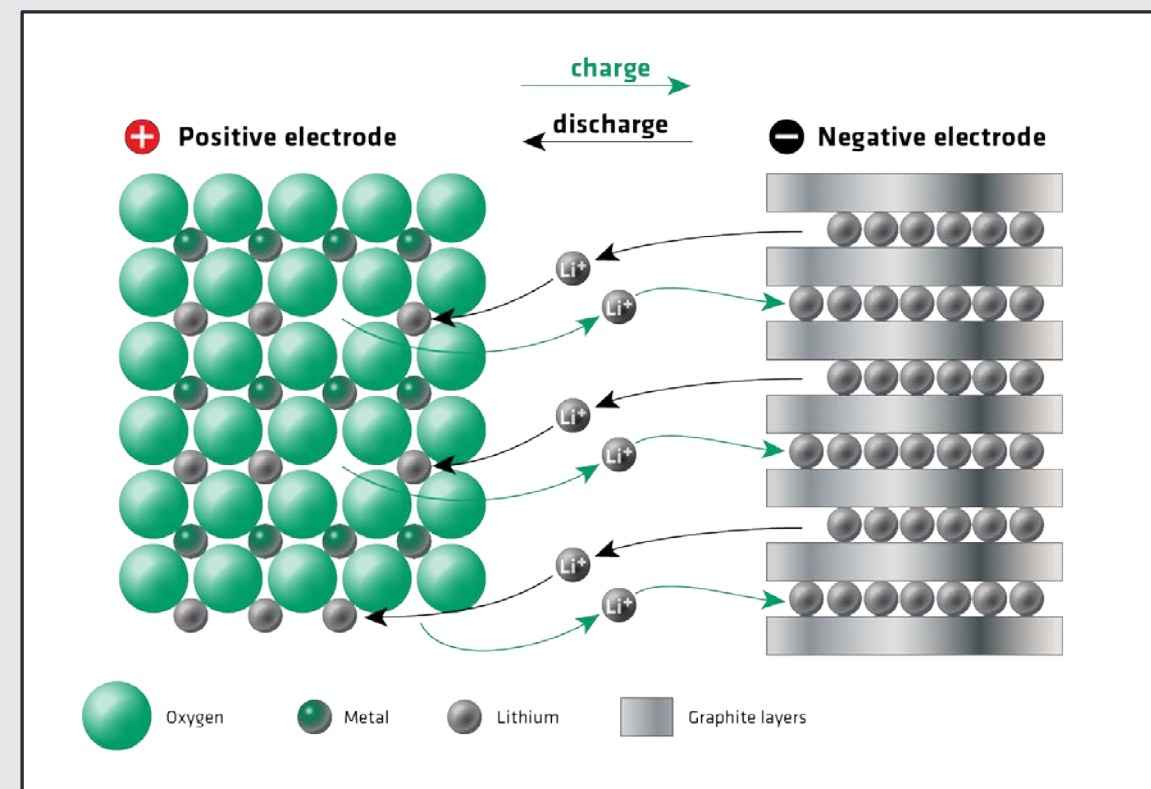 charge
discharge
+ Positive electrode
− Negative electrode
Li+
Li+
Li+
Li+
Li+
Li+
Oxygen
Metal
Lithium
Graphite layers